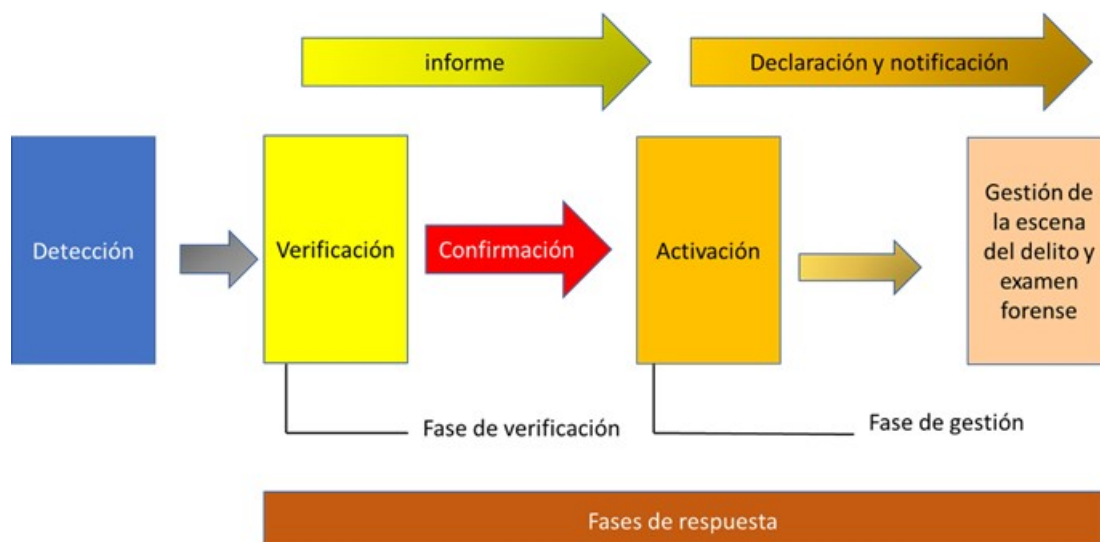 informe
Declaración y notificación
Detección
Verificación
Confirmación
Activación
Gestión de
la escena
del delito y
examen
forense
Fase de verificación
Fase de gestión
Fases de respuesta